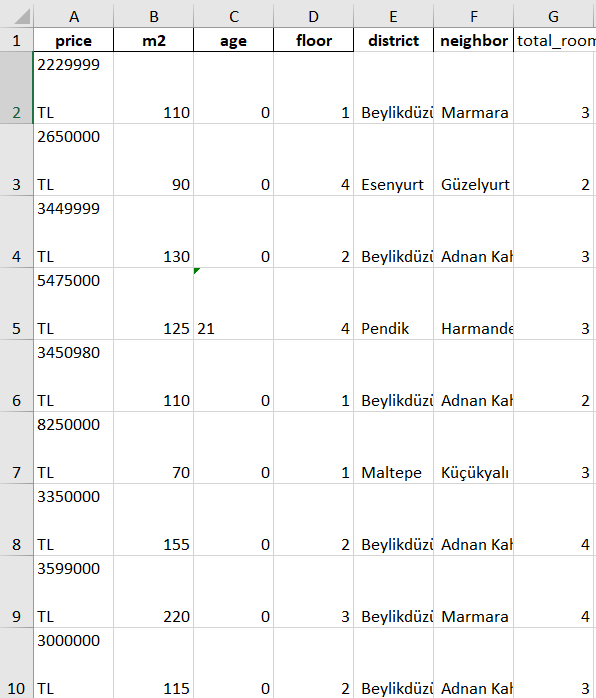 A B C D E F G
1 price m2 age floor district neighbor total_room
2229999
2 TL 110 0 1 Beylikdüzü Marmara 3
2650000
3 TL 90 0 4 Esenyurt Güzelyurt 2
3449999
4 TL 130 0 2 Beylikdüzü Adnan Kah 3
5475000
5 TL 125 21 4 Pendik Harmande 3
3450980
6 TL 110 0 1 Beylikdüzü Adnan Kah 2
8250000
7 TL 70 0 1 Maltepe Küçükyalı 3
3350000
8 TL 155 0 2 Beylikdüzü Adnan Kah 4
3599000
9 TL 220 0 3 Beylikdüzü Marmara 4
3000000
10 TL 115 0 2 Beylikdüzü Adnan Kah 3